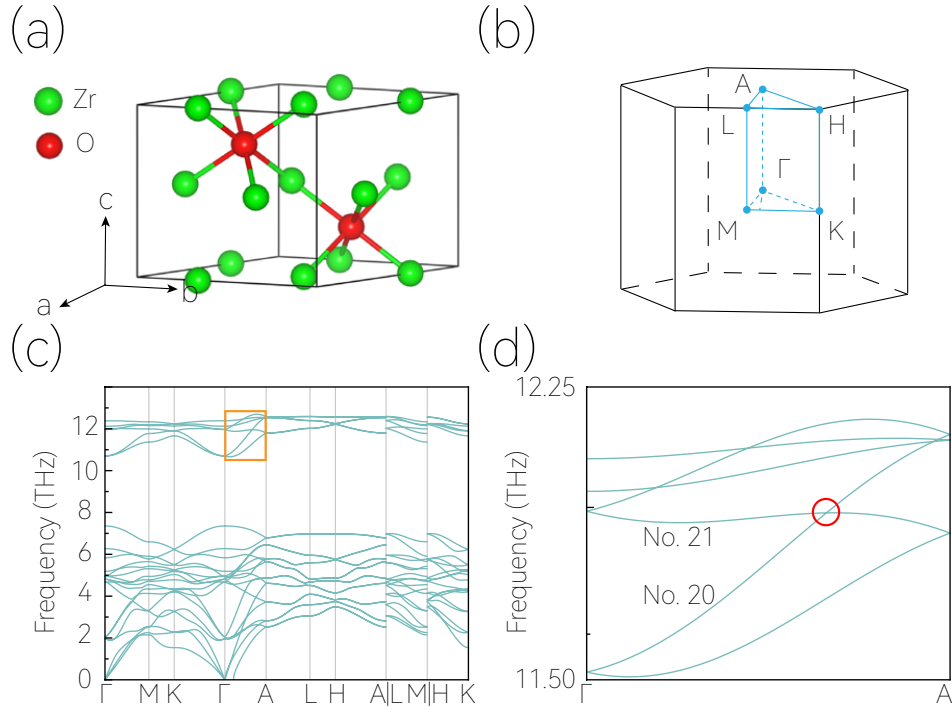 (a)
Zr
O
c
a
b
(b)
A
L
H
Γ
M
K
(c)
Frequency (THz)
12
10
8
6
4
2
0
Γ
M
K
Γ
A
L
H
A|L
M|H
K
(d)
Frequency (THz)
12.25
11.50
No. 21
No. 20
Γ
A